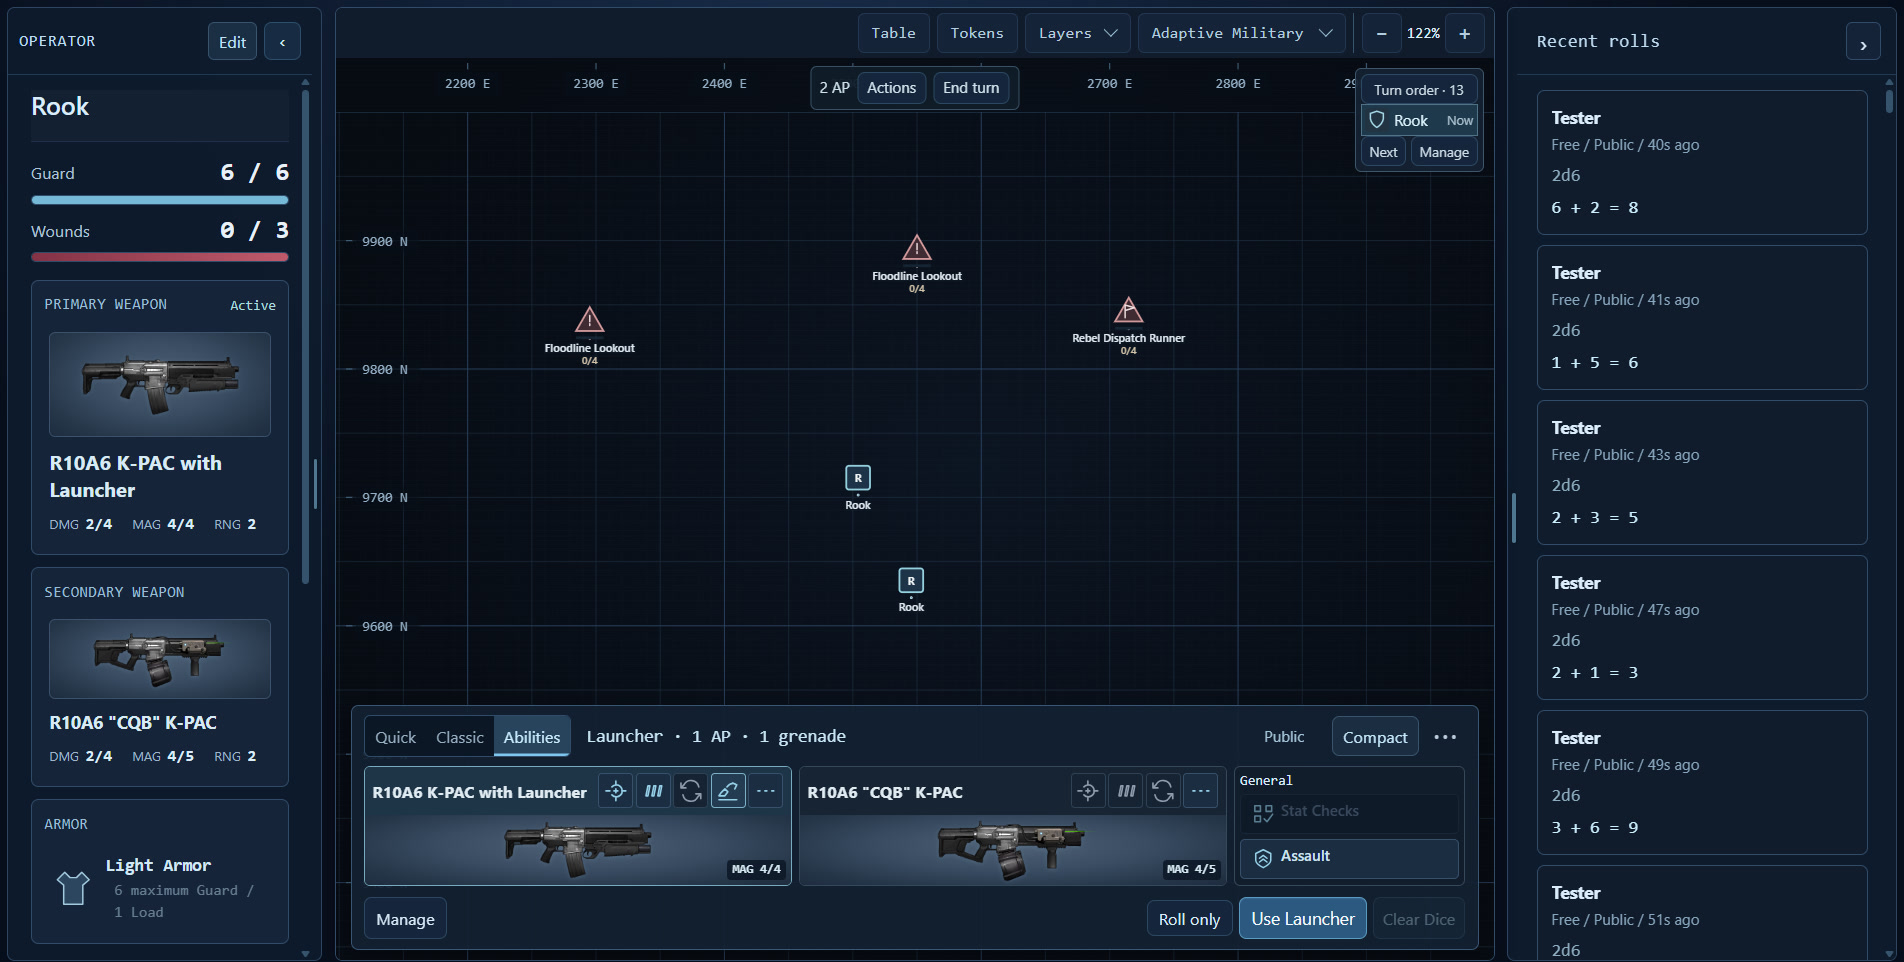 OPERATOR
Edit
‹
Rook
Guard 6 / 6
Wounds 0 / 3
PRIMARY WEAPON Active
R10A6 K-PAC with
Launcher
DMG 2/4 MAG 4/4 RNG 2
SECONDARY WEAPON
R10A6 "CQB" K-PAC
DMG 2/4 MAG 4/5 RNG 2
ARMOR
Light Armor
6 maximum Guard /
1 Load
Table Tokens Layers Adaptive Military − 122% +
2200 E 2300 E 2400 E 2700 E 2800 E
2 AP Actions End turn
Turn order · 13
Rook Now
Next Manage
9900 N
9800 N
9700 N
9600 N
!
Floodline Lookout
0/4
!
Floodline Lookout
0/4
Rebel Dispatch Runner
0/4
R
Rook
R
Rook
Quick Classic Abilities Launcher · 1 AP · 1 grenade Public Compact ...
R10A6 K-PAC with Launcher ...
MAG 4/4
R10A6 "CQB" K-PAC ...
MAG 4/5
General
Stat Checks
Assault
Manage Roll only Use Launcher Clear Dice
Recent rolls
›
Tester
Free / Public / 40s ago
2d6
6 + 2 = 8
Tester
Free / Public / 41s ago
2d6
1 + 5 = 6
Tester
Free / Public / 43s ago
2d6
2 + 3 = 5
Tester
Free / Public / 47s ago
2d6
2 + 1 = 3
Tester
Free / Public / 49s ago
2d6
3 + 6 = 9
Tester
Free / Public / 51s ago
2d6